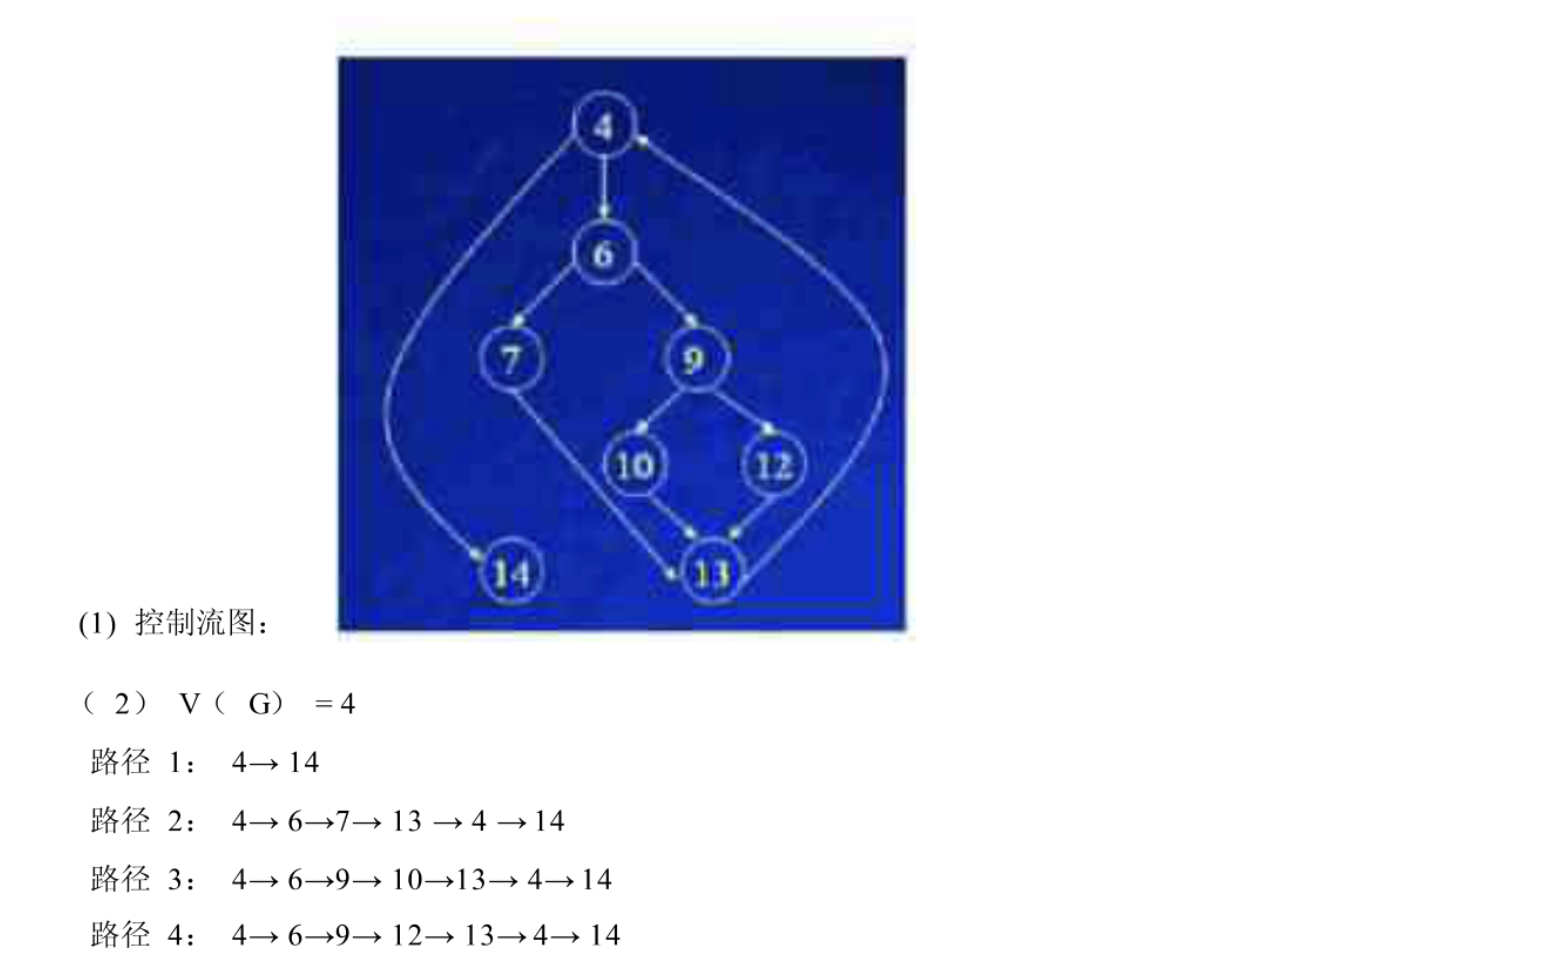 4
6
7
9
10
12
14
13
(1) 控制流图：
（ 2） V（ G） = 4
路径 1： 4→ 14
路径 2： 4→ 6→7→ 13 → 4 → 14
路径 3： 4→ 6→9→ 10→13→ 4→ 14
路径 4： 4→ 6→9→ 12→ 13→ 4→ 14